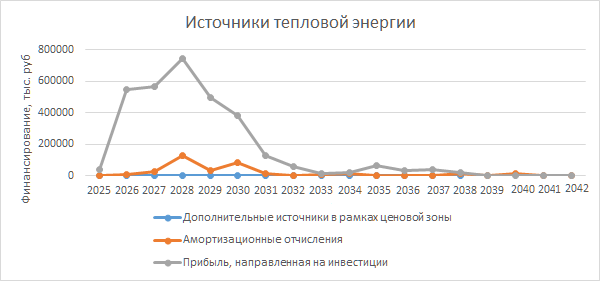 Источники тепловой энергии
Финансирование, тыс. руб
800000
600000
400000
200000
0
2025 2026 2027 2028 2029 2030 2031 2032 2033 2034 2035 2036 2037 2038 2039 2040 2041 2042
Дополнительные источники в рамках ценовой зоны
Амортизационные отчисления
Прибыль, направленная на инвестиции